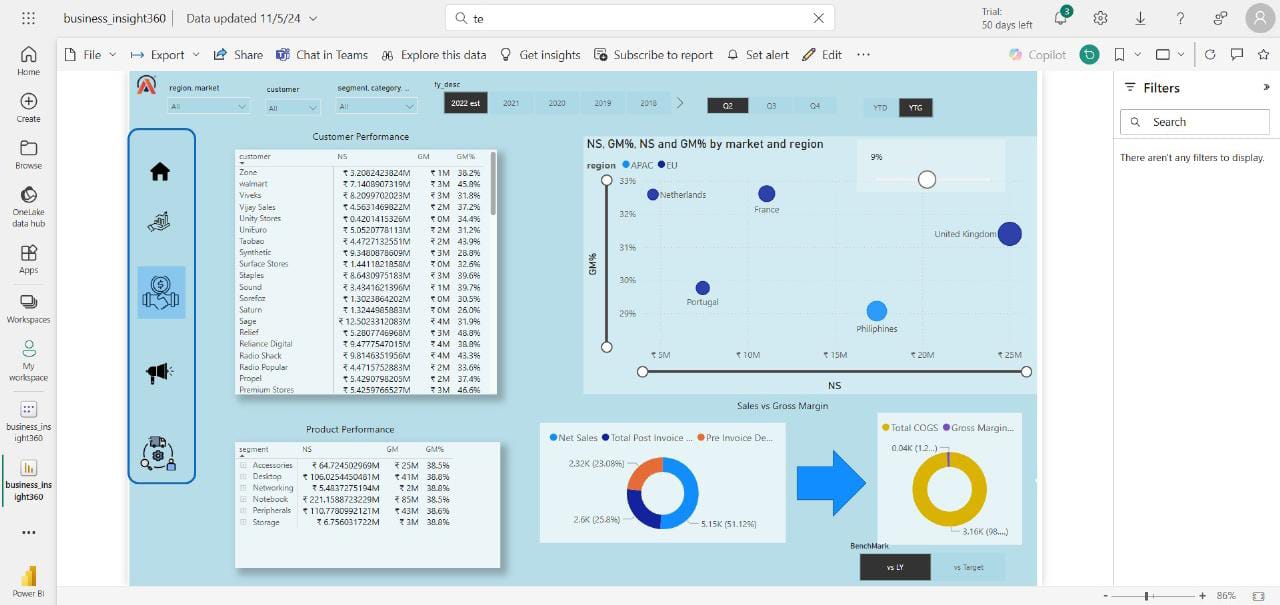 business_insight360 | Data updated 11/5/24
te
Trial:
50 days left
3
File
Export
Share
Chat in Teams
Explore this data
Get insights
Subscribe to report
Set alert
Edit
Copilot
Home
Create
Browse
OneLake
data hub
Apps
Workspaces
My
workspace
business_ins
ight360
business_ins
ight360
Power BI
region, market
All
customer
All
segment, category, ...
All
fy_desc
2022 est
2021
2020
2019
2018
Q2
Q3
Q4
YTD
YTG
Customer Performance
customer NS GM GM%
Zone ₹ 3.2082423824M ₹ 1M 38.2%
walmart ₹ 7.1408907319M ₹ 3M 45.8%
Viveks ₹ 8.2099702023M ₹ 3M 31.8%
Vijay Sales ₹ 4.5631469822M ₹ 2M 37.2%
Unity Stores ₹ 0.4201415326M ₹ 0M 34.4%
UniEuro ₹ 5.0520778113M ₹ 2M 31.2%
Taobao ₹ 4.4727132551M ₹ 2M 43.9%
Synthetic ₹ 9.3480878609M ₹ 3M 28.8%
Surface Stores ₹ 1.4411821858M ₹ 0M 32.6%
Staples ₹ 8.6430975183M ₹ 3M 39.6%
Sound ₹ 3.4341621396M ₹ 1M 39.7%
Sorefoz ₹ 1.3023864202M ₹ 0M 30.5%
Saturn ₹ 1.3244985883M ₹ 0M 26.0%
Sage ₹ 12.5023312083M ₹ 4M 31.9%
Relief ₹ 5.2807746968M ₹ 3M 48.8%
Reliance Digital ₹ 9.4777547015M ₹ 4M 38.8%
Radio Shack ₹ 9.8146351956M ₹ 4M 43.3%
Radio Popular ₹ 4.4715752883M ₹ 2M 33.6%
Propel ₹ 5.4290798205M ₹ 2M 37.4%
Premium Stores ₹ 5.4259766527M ₹ 3M 46.6%
NS, GM%, NS and GM% by market and region
region APAC EU
9%
33%
32%
31%
30%
29%
GM%
Netherlands
France
United Kingdom
Portugal
Philiphines
₹ 5M ₹ 10M ₹ 15M ₹ 20M ₹ 25M
NS
Product Performance
segment NS GM GM%
Accessories ₹ 64.724502969M ₹ 25M 38.5%
Desktop ₹ 106.0254450481M ₹ 41M 38.8%
Networking ₹ 5.4837275194M ₹ 2M 38.8%
Notebook ₹ 221.1588723229M ₹ 85M 38.5%
Peripherals ₹ 110.7780992121M ₹ 43M 38.6%
Storage ₹ 6.756031722M ₹ 3M 38.8%
Sales vs Gross Margin
Net Sales Total Post Invoice ... Pre Invoice De...
2.32K (23.08%)
2.6K (25.8%)
5.15K (51.12%)
Total COGS Gross Margin...
0.04K (1.2...)
3.16K (98....)
BenchMark
vs LY
vs Target
Filters
Search
There aren't any filters to display.
86%